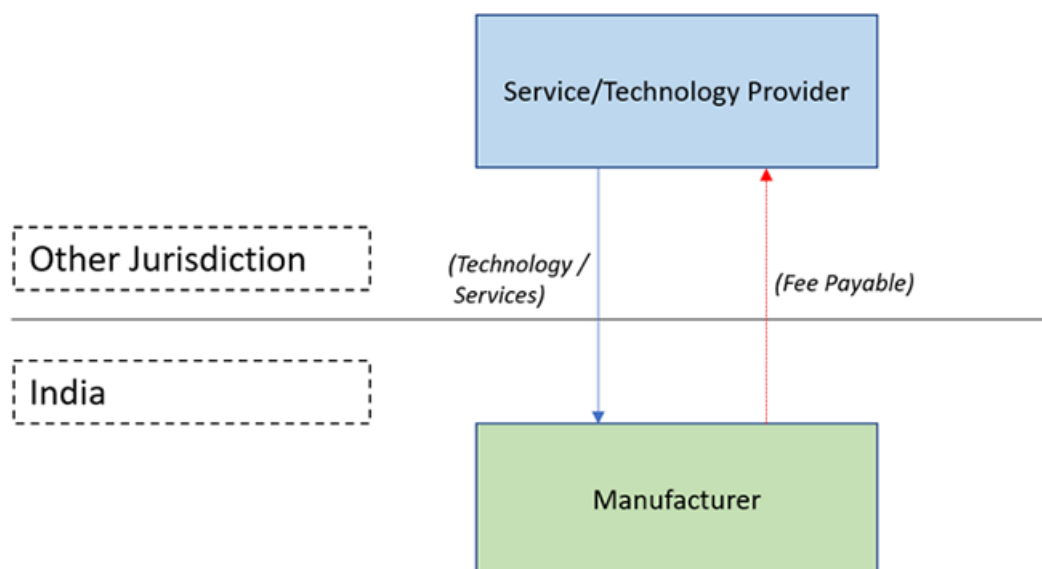 Service/Technology Provider
Other Jurisdiction
(Technology /
Services)
(Fee Payable)
India
Manufacturer